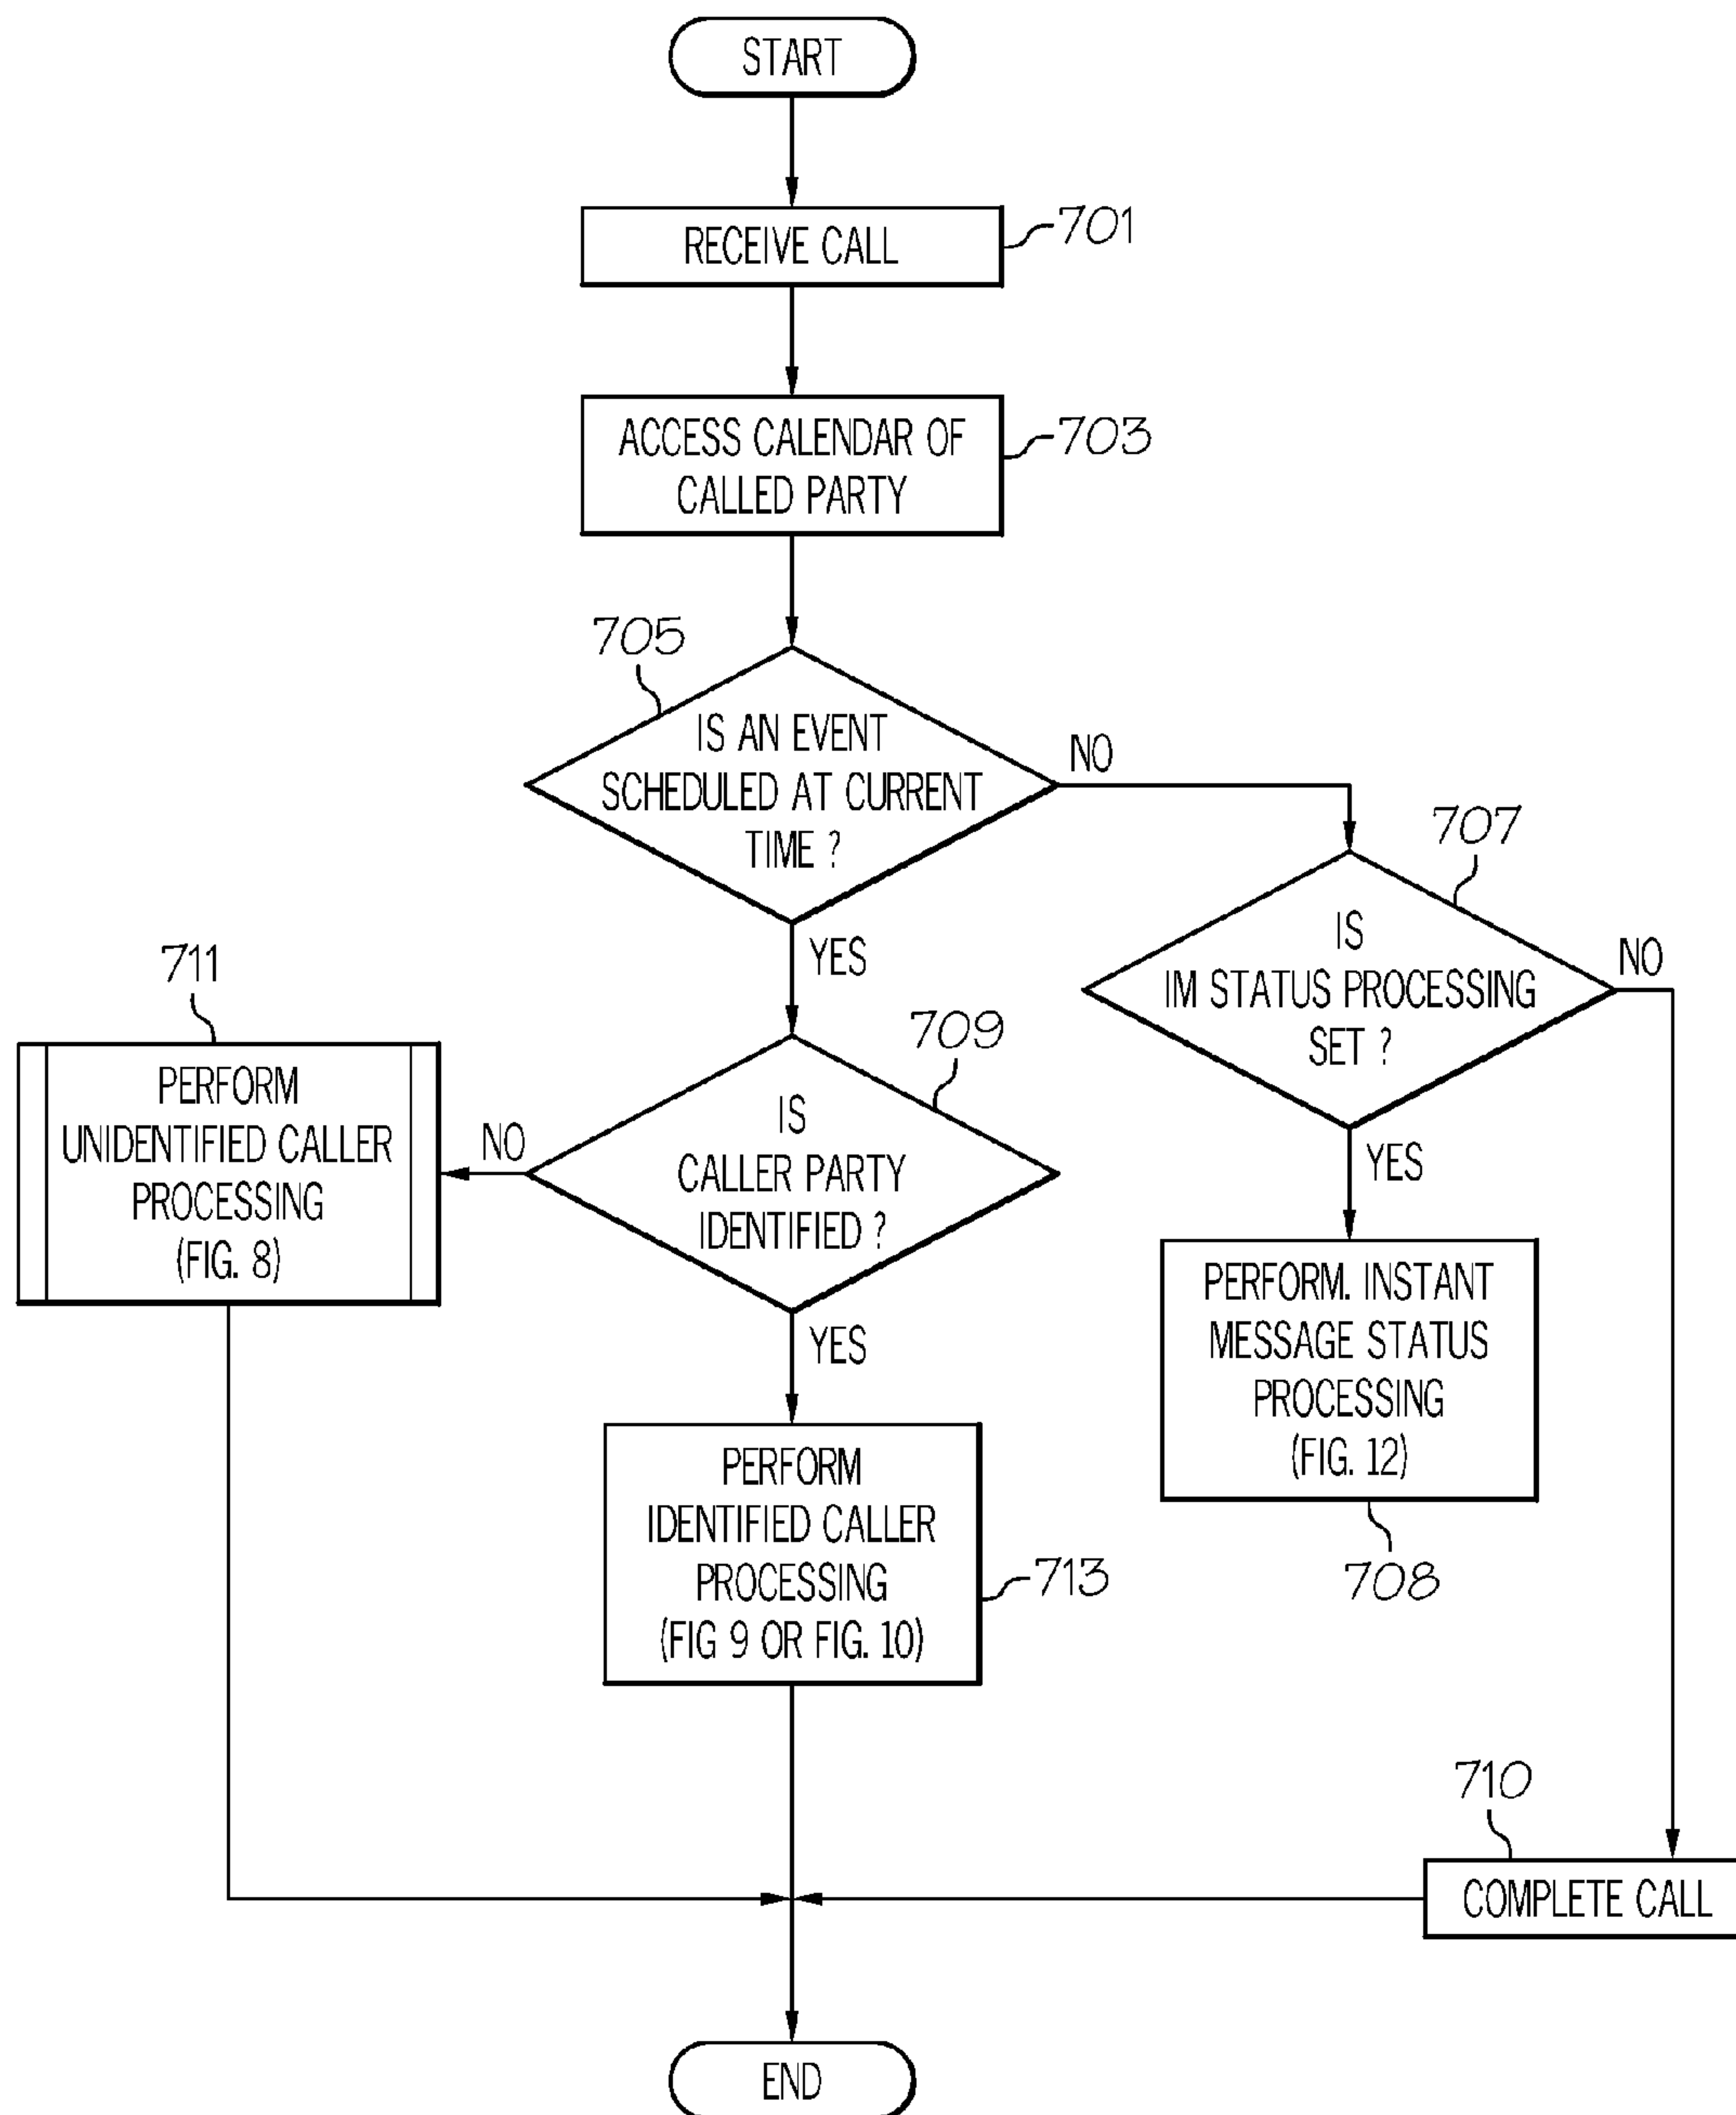 START
RECEIVE CALL
701
ACCESS CALENDAR OF
CALLED PARTY
703
705
IS AN EVENT
SCHEDULED AT CURRENT
TIME ?
NO
YES
707
IS
IM STATUS PROCESSING
SET ?
NO
YES
711
PERFORM
UNIDENTIFIED CALLER
PROCESSING
(FIG. 8)
NO
709
IS
CALLER PARTY
IDENTIFIED ?
YES
PERFORM. INSTANT
MESSAGE STATUS
PROCESSING
(FIG. 12)
708
PERFORM
IDENTIFIED CALLER
PROCESSING
(FIG 9 OR FIG. 10)
713
710
COMPLETE CALL
END